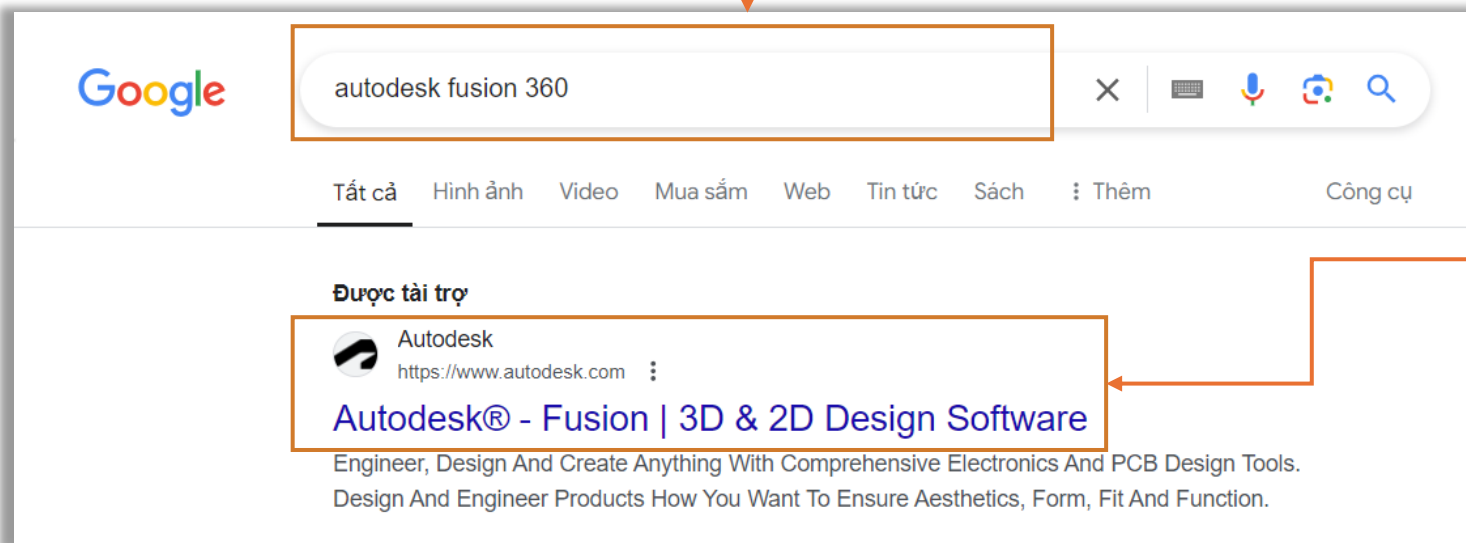 Google
autodesk fusion 360
Tất cả Hình ảnh Video Mua sắm Web Tin tức Sách Thêm Công cụ
Được tài trợ
Autodesk
https://www.autodesk.com
Autodesk® - Fusion | 3D & 2D Design Software
Engineer, Design And Create Anything With Comprehensive Electronics And PCB Design Tools.
Design And Engineer Products How You Want To Ensure Aesthetics, Form, Fit And Function.